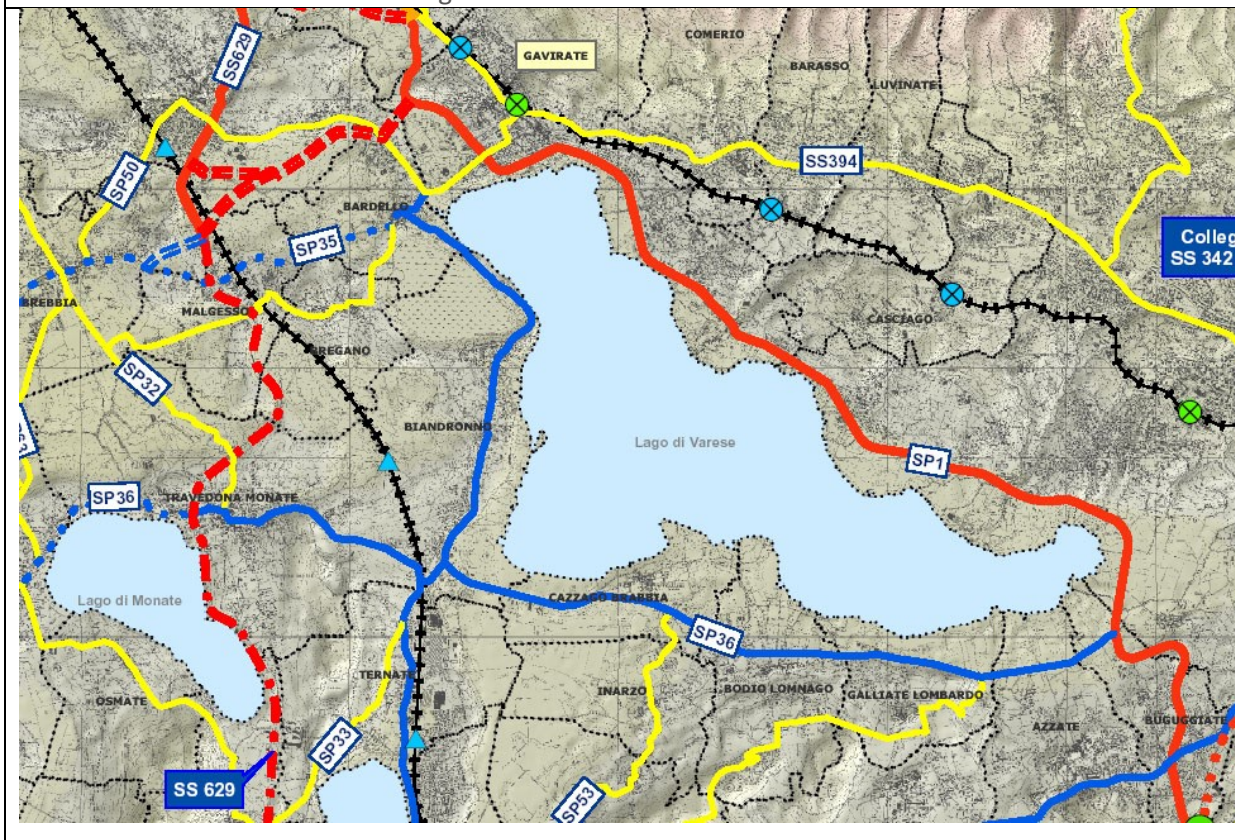 COMERIO
GAVIRATE
BARASSO
LUVINATE
SS629
SP50
SS394
BARDELLO
SP35
Colleg
SS 342
BREBBIA
MALGESSO
CASCIAGO
BREGANO
SP32
BIANDRONNO
Lago di Varese
SP1
SP36
TRAVEDONA MONATE
Lago di Monate
CAZZAGO BRABBIA
SP36
TERNATE
INARZO
BODIO LOMNAGO
GALLIATE LOMBARDO
OSMATE
AZZATE
BUGUGGIATE
SP33
SS 629
SP53